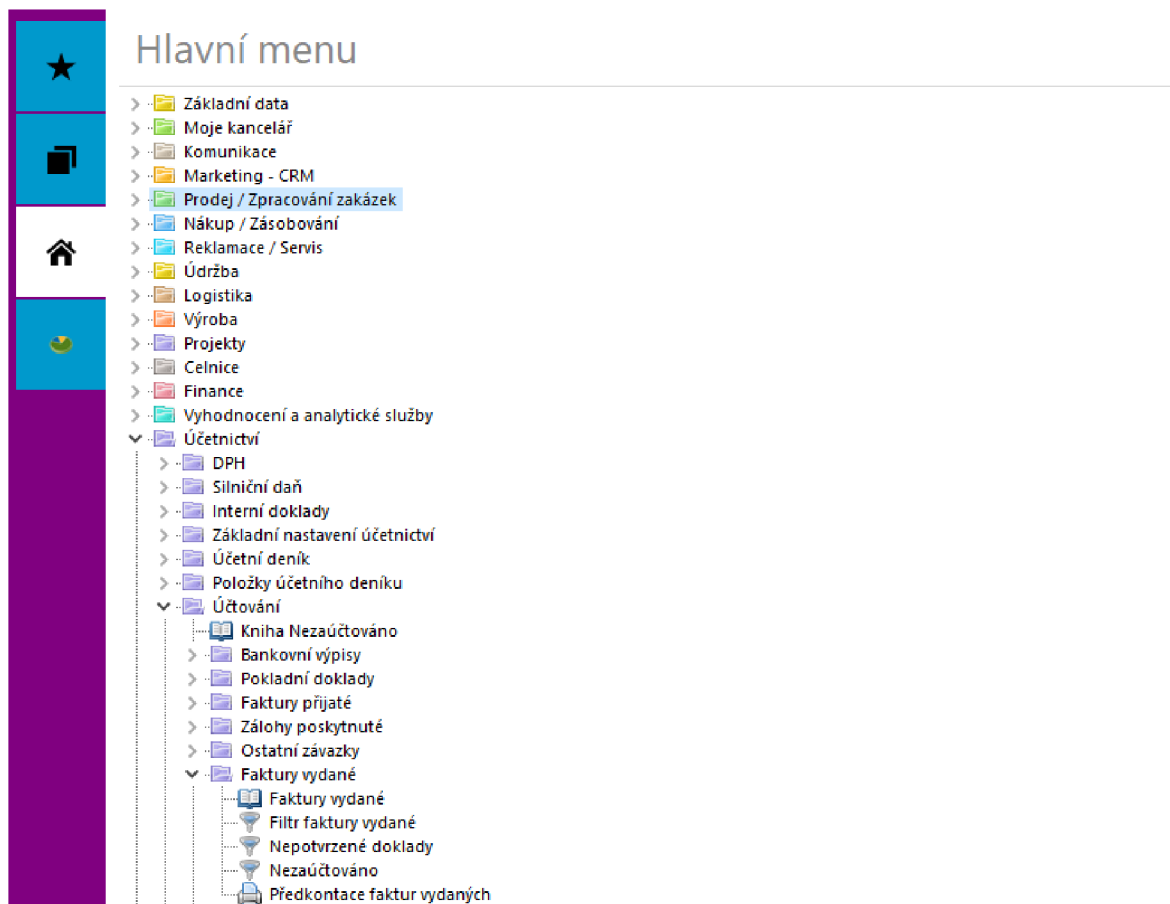 Hlavní menu
Základní data
Moje kancelář
Komunikace
Marketing - CRM
Prodej / Zpracování zakázek
Nákup / Zásobování
Reklamace / Servis
Údržba
Logistika
Výroba
Projekty
Celnice
Finance
Vyhodnocení a analytické služby
Účetnictví
DPH
Silniční daň
Interní doklady
Základní nastavení účetnictví
Účetní deník
Položky účetního deníku
Účtování
Kniha Nezaúčtováno
Bankovní výpisy
Pokladní doklady
Faktury přijaté
Zálohy poskytnuté
Ostatní závazky
Faktury vydané
Faktury vydané
Filtr faktury vydané
Nepotvrzené doklady
Nezaúčtováno
Předkontace faktur vydaných